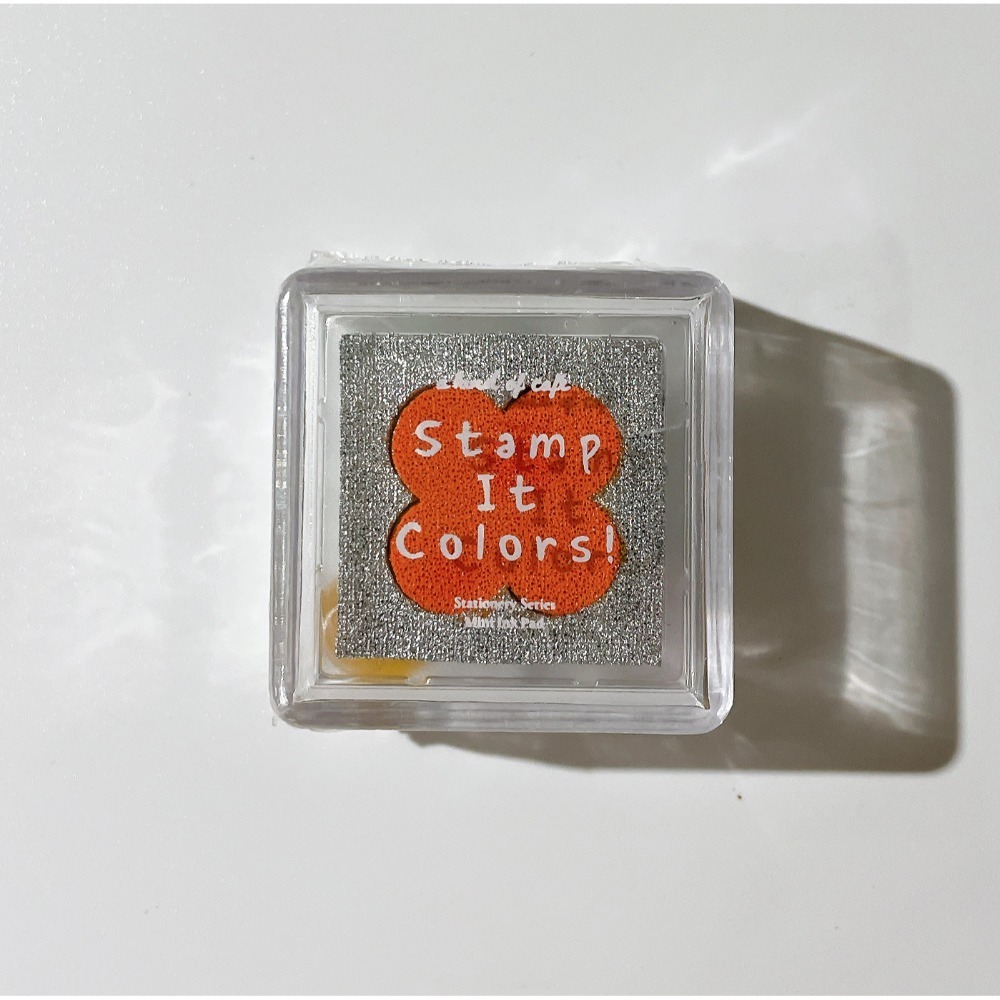 a kind of cafe
Stamp
It
Colors!
Stationery Series
Mini Ink Pad